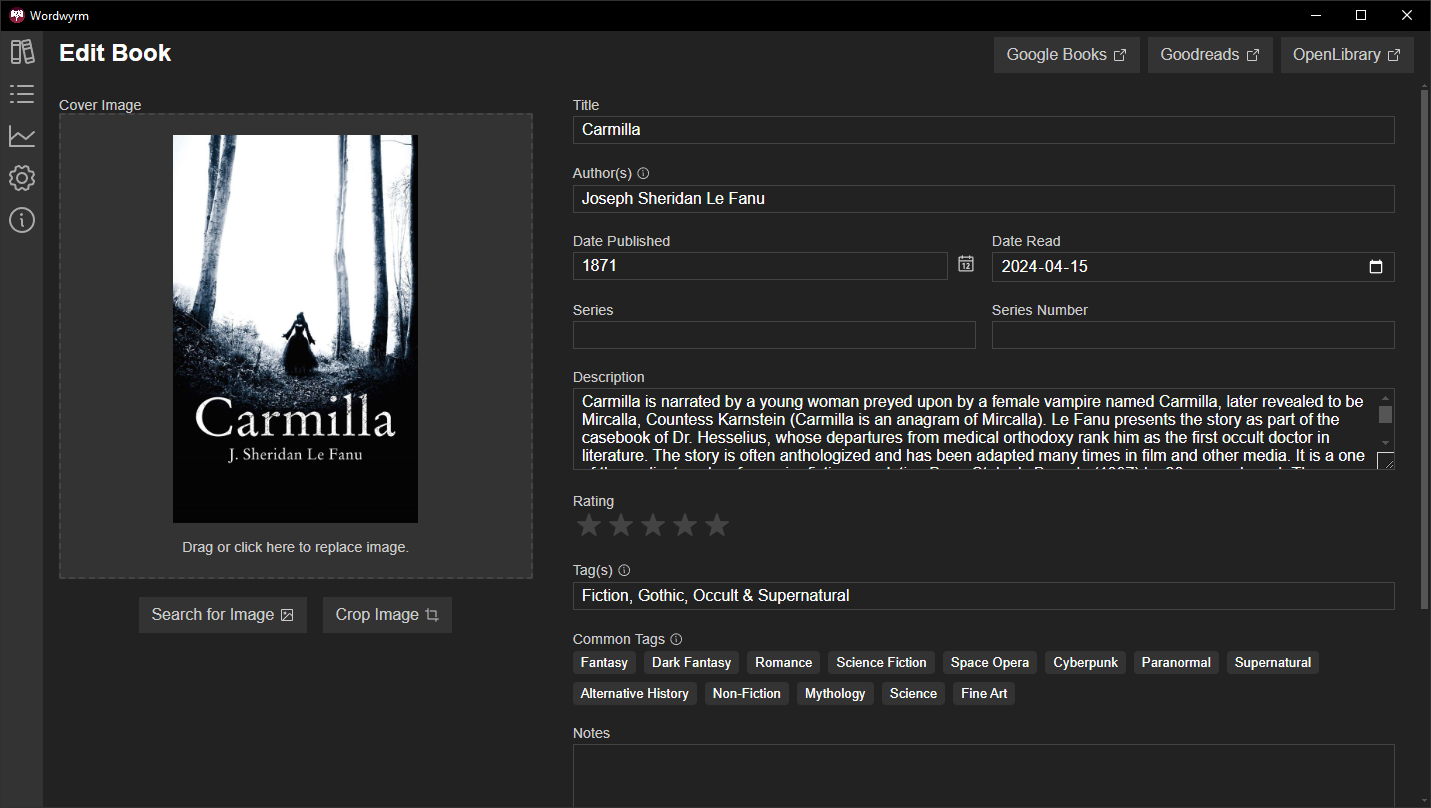 Wordwyrm
Edit Book
Google Books
Goodreads
OpenLibrary
Cover Image
Carmilla
J. Sheridan Le Fanu
Drag or click here to replace image.
Search for Image
Crop Image
Title
Carmilla
Author(s)
Joseph Sheridan Le Fanu
Date Published
1871
12
Date Read
2024-04-15
Series
Series Number
Description
Carmilla is narrated by a young woman preyed upon by a female vampire named Carmilla, later revealed to be
Mircalla, Countess Karnstein (Carmilla is an anagram of Mircalla). Le Fanu presents the story as part of the
casebook of Dr. Hesselius, whose departures from medical orthodoxy rank him as the first occult doctor in
literature. The story is often anthologized and has been adapted many times in film and other media. It is a one
Rating
Tag(s)
Fiction, Gothic, Occult & Supernatural
Common Tags
Fantasy
Dark Fantasy
Romance
Science Fiction
Space Opera
Cyberpunk
Paranormal
Supernatural
Alternative History
Non-Fiction
Mythology
Science
Fine Art
Notes